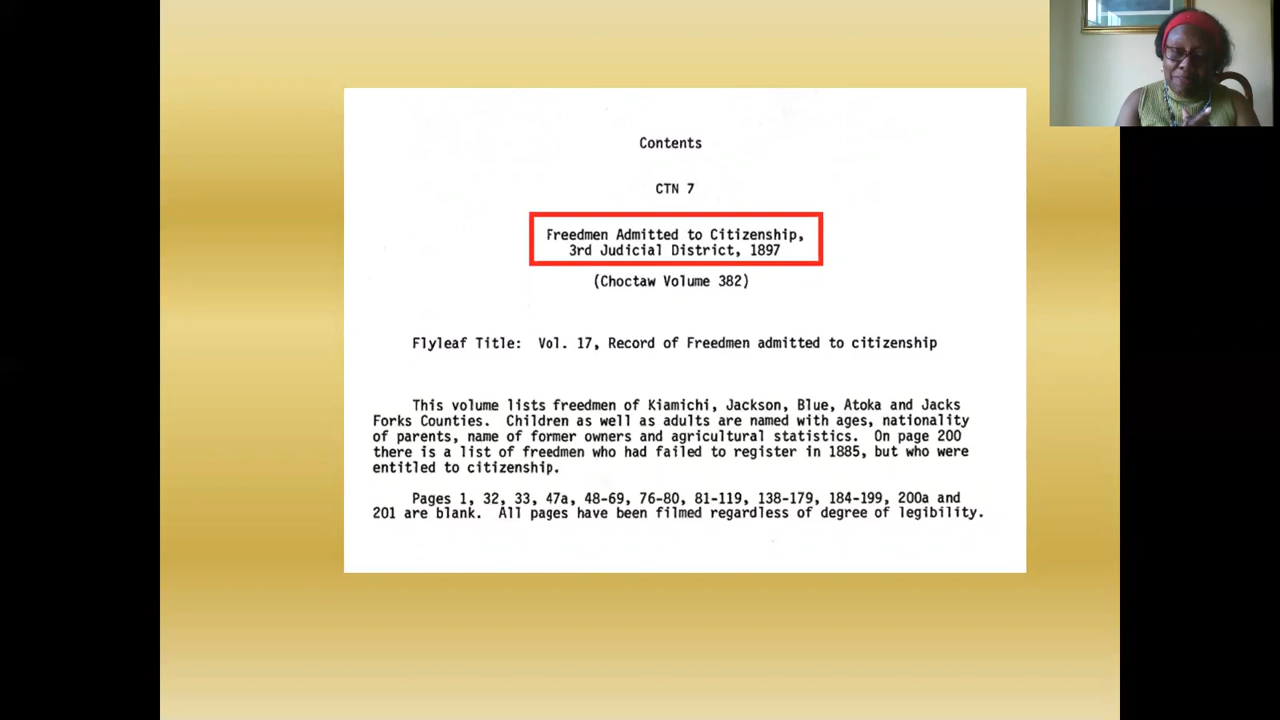 Contents
CTN 7
Freedmen Admitted to Citizenship,
3rd Judicial District, 1897
(Choctaw Volume 382)
Flyleaf Title: Vol. 17, Record of Freedmen admitted to citizenship
This volume lists freedmen of Kiamichi, Jackson, Blue, Atoka and Jacks
Forks Counties. Children as well as adults are named with ages, nationality
of parents, name of former owners and agricultural statistics. On page 200
there is a list of freedmen who had failed to register in 1885, but who were
entitled to citizenship.
Pages 1, 32, 33, 47a, 48-69, 76-80, 81-119, 138-179, 184-199, 200a and
201 are blank. All pages have been filmed regardless of degree of legibility.